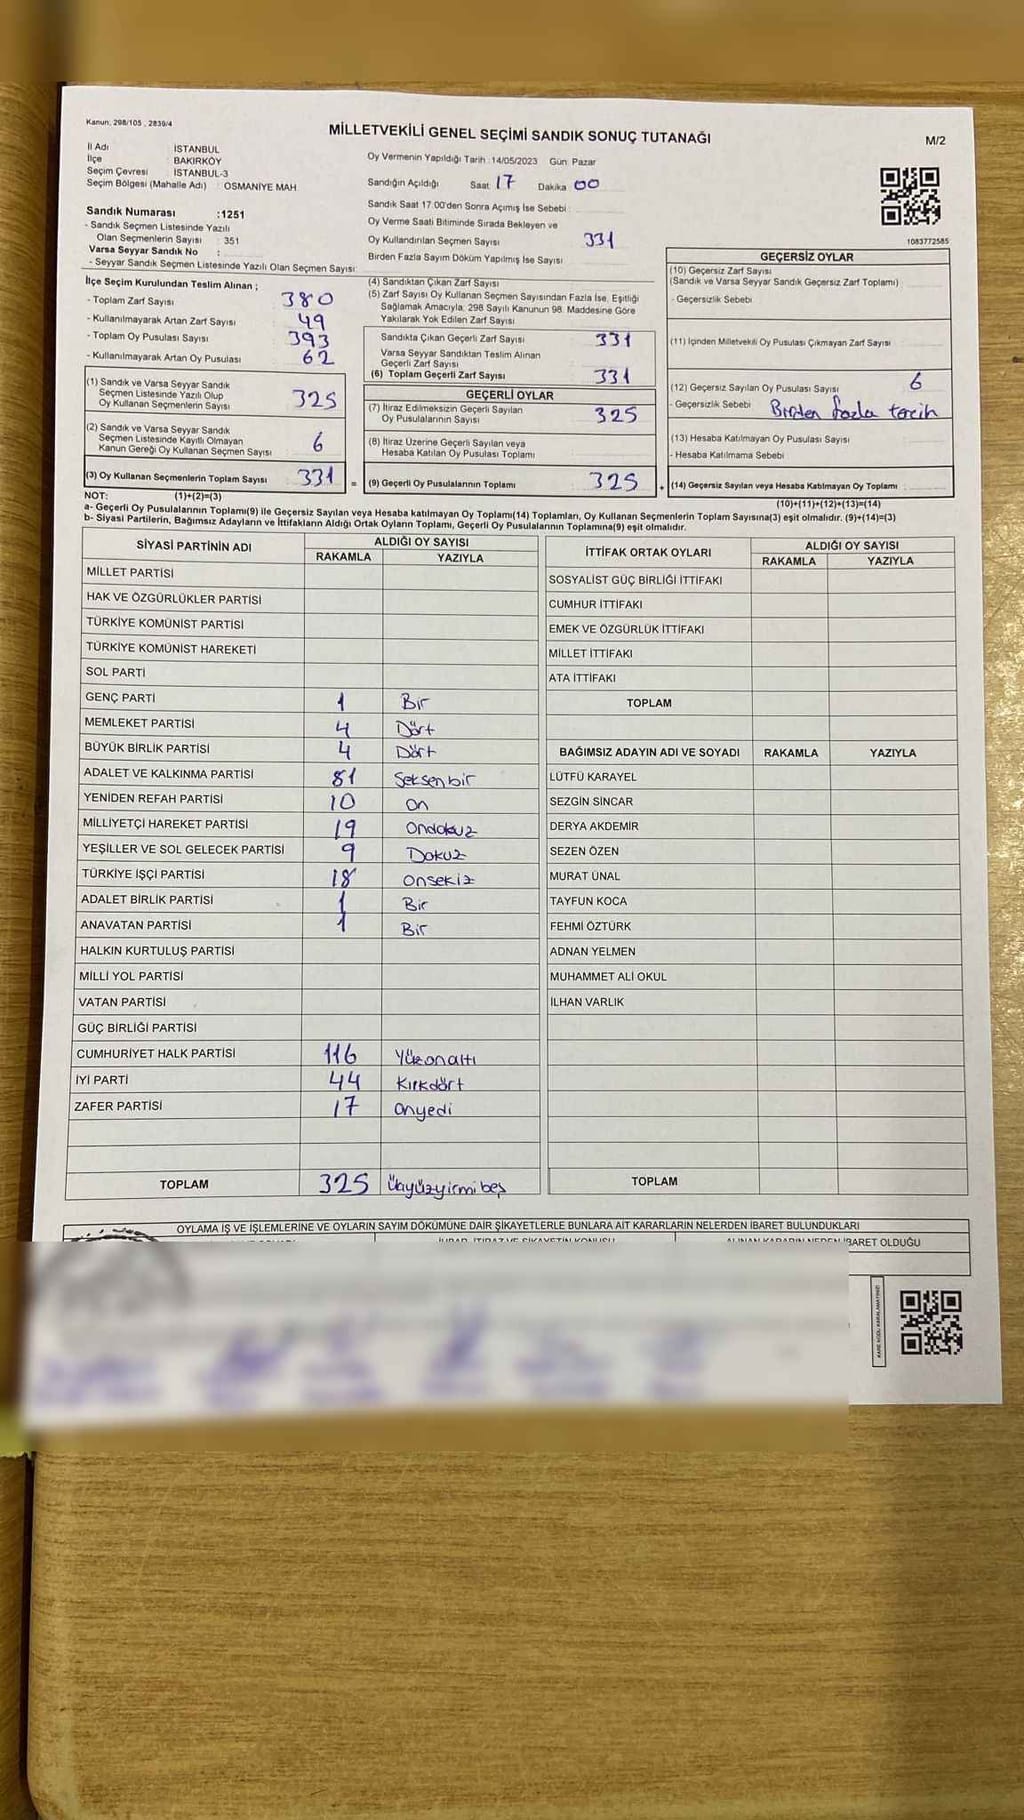 Kanun: 298/105 , 2839/4
MİLLETVEKİLİ GENEL SEÇİMİ SANDIK SONUÇ TUTANAĞI
M/2
İl Adı İSTANBUL
İlçe BAKIRKÖY
Seçim Çevresi İSTANBUL-3
Seçim Bölgesi (Mahalle Adı) : OSMANİYE MAH
Sandık Numarası :1251
- Sandık Seçmen Listesinde Yazılı
Olan Seçmenlerin Sayısı : 351
Varsa Seyyar Sandık No :
- Seyyar Sandık Seçmen Listesinde Yazılı Olan Seçmen Sayısı:
Oy Vermenin Yapıldığı Tarih :14/05/2023 Gün: Pazar
Sandığın Açıldığı Saat 17 Dakika 00
Sandık Saat 17:00'den Sonra Açımış İse Sebebi
Oy Verme Saati Bitiminde Sırada Bekleyen ve
Oy Kullandırılan Seçmen Sayısı 331
Birden Fazla Sayım Döküm Yapılmış İse Sayısı
1083772585
İlçe Seçim Kurulundan Teslim Alınan ;
- Toplam Zarf Sayısı 380
- Kullanılmayarak Artan Zarf Sayısı 49
- Toplam Oy Pusulası Sayısı 393
- Kullanılmayarak Artan Oy Pusulası 62
(1) Sandık ve Varsa Seyyar Sandık
Seçmen Listesinde Yazılı Olup
Oy Kullanan Seçmenlerin Sayısı 325
(2) Sandık ve Varsa Seyyar Sandık
Seçmen Listesinde Kayıtlı Olmayan
Kanun Gereği Oy Kullanan Seçmen Sayısı 6
(3) Oy Kullanan Seçmenlerin Toplam Sayısı 331 =
(4) Sandıktan Çıkan Zarf Sayısı
(5) Zarf Sayısı Oy Kullanan Seçmen Sayısından Fazla İse, Eşitliği
Sağlamak Amacıyla, 298 Sayılı Kanunun 98. Maddesine Göre
Yakılarak Yok Edilen Zarf Sayısı
Sandıkta Çıkan Geçerli Zarf Sayısı 331
Varsa Seyyar Sandıktan Teslim Alınan
Geçerli Zarf Sayısı
(6) Toplam Geçerli Zarf Sayısı 331
GEÇERLİ OYLAR
(7) İtiraz Edilmeksizin Geçerli Sayılan
Oy Pusulalarının Sayısı 325
(8) İtiraz Üzerine Geçerli Sayılan veya
Hesaba Katılan Oy Pusulası Toplamı
(9) Geçerli Oy Pusulalarının Toplamı 325 +
GEÇERSİZ OYLAR
(10) Geçersiz Zarf Sayısı
(Sandık ve Varsa Seyyar Sandık Geçersiz Zarf Toplamı)
- Geçersizlik Sebebi
(11) İçinden Milletvekili Oy Pusulası Çıkmayan Zarf Sayısı
(12) Geçersiz Sayılan Oy Pusulası Sayısı 6
- Geçersizlik Sebebi Birden fazla tercih
(13) Hesaba Katılmayan Oy Pusulası Sayısı
- Hesaba Katılmama Sebebi
(14) Geçersiz Sayılan veya Hesaba Katılmayan Oy Toplamı
NOT: (1)+(2)=(3) (10)+(11)+(12)+(13)=(14)
a- Geçerli Oy Pusulalarının Toplamı(9) ile Geçersiz Sayılan veya Hesaba katılmayan Oy Toplamı(14) Toplamları, Oy Kullanan Seçmenlerin Toplam Sayısına(3) eşit olmalıdır. (9)+(14)=(3)
b- Siyasi Partilerin, Bağımsız Adayların ve İttifakların Aldığı Ortak Oyların Toplamı, Geçerli Oy Pusulalarının Toplamına(9) eşit olmalıdır.
SİYASİ PARTİNİN ADI ALDIĞI OY SAYISI
RAKAMLA YAZIYLA
MİLLET PARTİSİ
HAK VE ÖZGÜRLÜKLER PARTİSİ
TÜRKİYE KOMÜNİST PARTİSİ
TÜRKİYE KOMÜNİST HAREKETİ
SOL PARTİ
GENÇ PARTİ 1 Bir
MEMLEKET PARTİSİ 4 Dört
BÜYÜK BİRLİK PARTİSİ 4 Dört
ADALET VE KALKINMA PARTİSİ 81 Seksenbir
YENİDEN REFAH PARTİSİ 10 On
MİLLİYETÇİ HAREKET PARTİSİ 19 Ondokuz
YEŞİLLER VE SOL GELECEK PARTİSİ 9 Dokuz
TÜRKİYE İŞÇİ PARTİSİ 18 Onsekiz
ADALET BİRLİK PARTİSİ 1 Bir
ANAVATAN PARTİSİ 1 Bir
HALKIN KURTULUŞ PARTİSİ
MİLLİ YOL PARTİSİ
VATAN PARTİSİ
GÜÇ BİRLİĞİ PARTİSİ
CUMHURİYET HALK PARTİSİ 116 Yüzonaltı
İYİ PARTİ 44 Kırkdört
ZAFER PARTİSİ 17 Onyedi
TOPLAM 325 Üçyüzyirmibeş
İTTİFAK ORTAK OYLARI ALDIĞI OY SAYISI
RAKAMLA YAZIYLA
SOSYALİST GÜÇ BİRLİĞİ İTTİFAKI
CUMHUR İTTİFAKI
EMEK VE ÖZGÜRLÜK İTTİFAKI
MİLLET İTTİFAKI
ATA İTTİFAKI
TOPLAM
BAĞIMSIZ ADAYIN ADI VE SOYADI RAKAMLA YAZIYLA
LÜTFÜ KARAYEL
SEZGİN SİNCAR
DERYA AKDEMİR
SEZEN ÖZEN
MURAT ÜNAL
TAYFUN KOCA
FEHMİ ÖZTÜRK
ADNAN YELMEN
MUHAMMET ALİ OKUL
İLHAN VARLIK
TOPLAM
OYLAMA İŞ VE İŞLEMLERİNE VE OYLARIN SAYIM DÖKÜMÜNE DAİR ŞİKAYETLERLE BUNLARA AİT KARARLARIN NELERDEN İBARET BULUNDUKLARI
İHBAR, İTİRAZ VE ŞİKAYETİN KONUSU ALINAN KARARIN NEDEN İBARET OLDUĞU